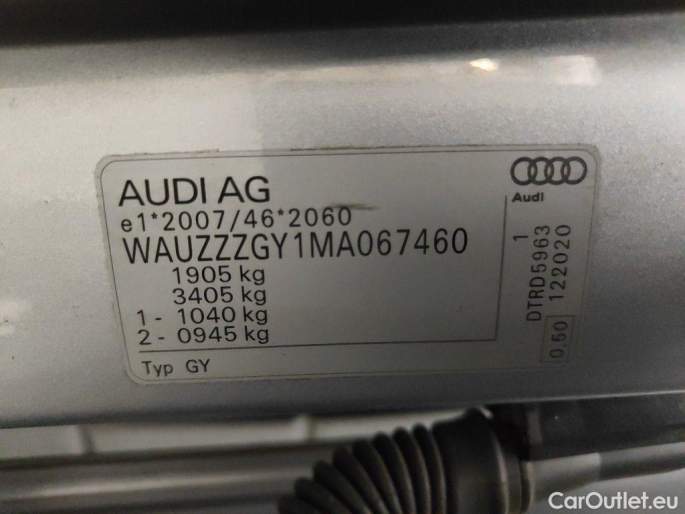 AUDI AG
e1*2007/46*2060
WAUZZZGY1MA067460
1905 kg
3405 kg
1 - 1040 kg
2 - 0945 kg
Typ GY
Audi
DTRD5963 1
122020
0,50
CarOutlet.eu